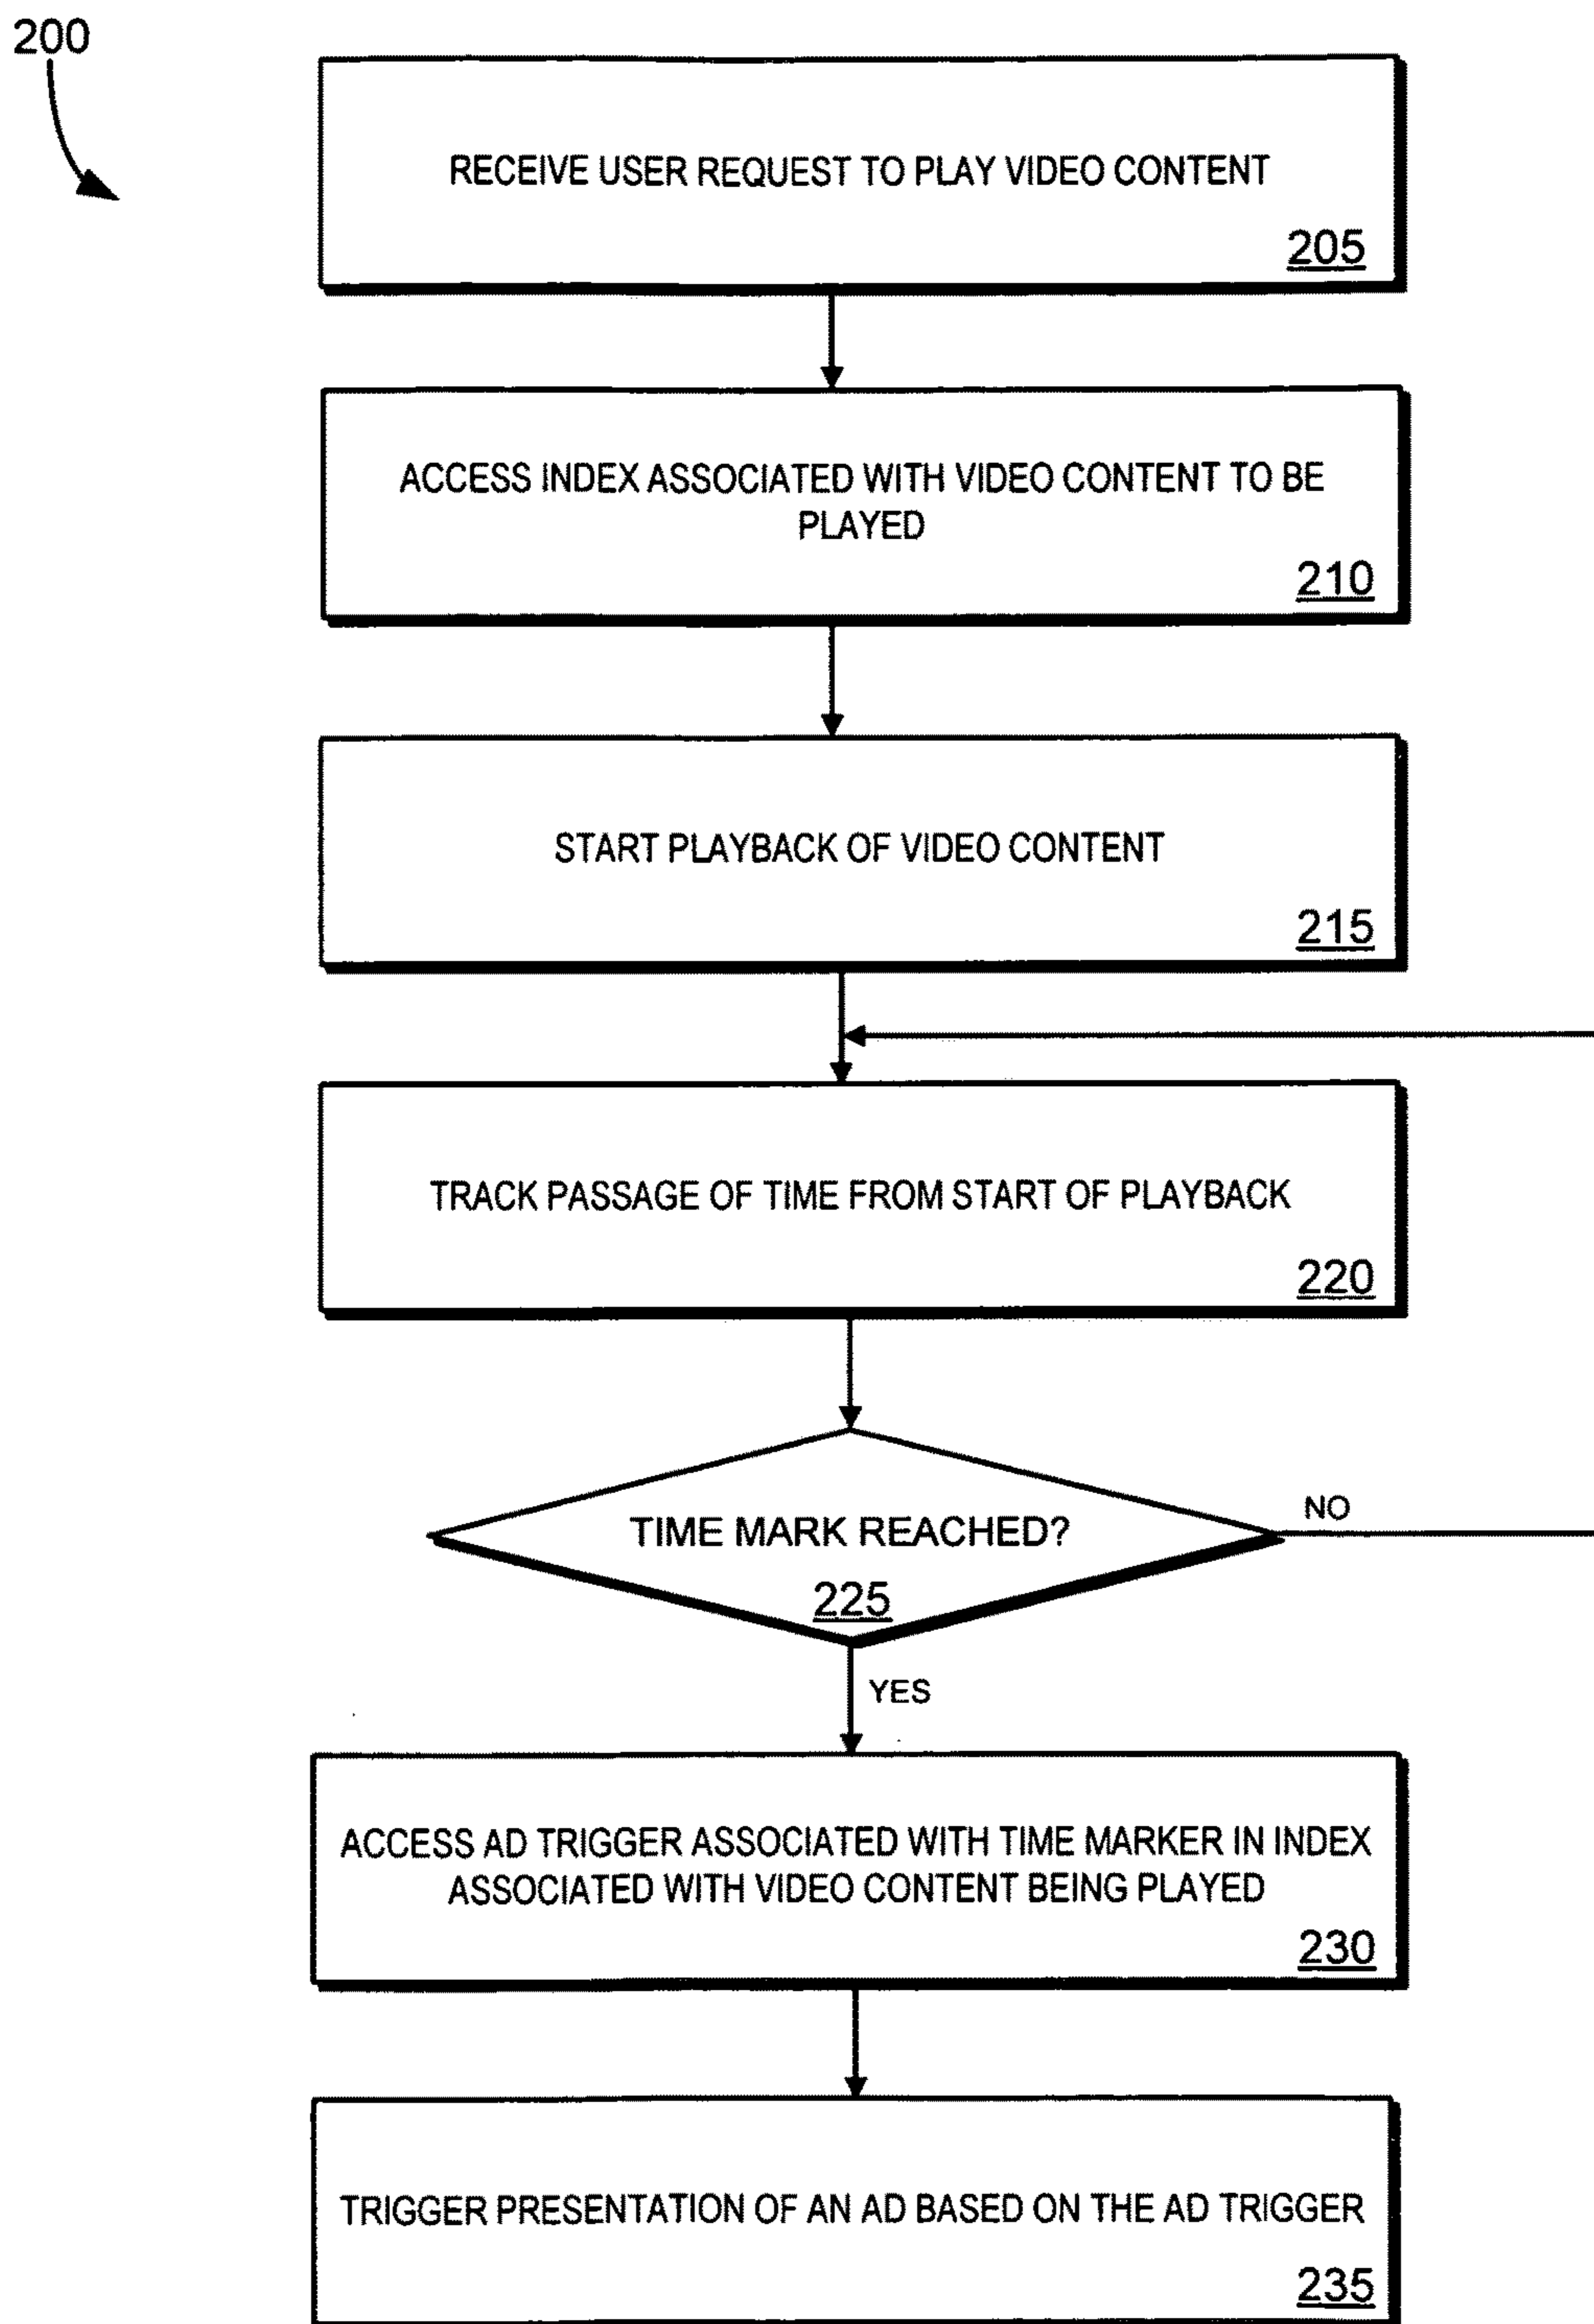 200
RECEIVE USER REQUEST TO PLAY VIDEO CONTENT
205
ACCESS INDEX ASSOCIATED WITH VIDEO CONTENT TO BE
PLAYED
210
START PLAYBACK OF VIDEO CONTENT
215
TRACK PASSAGE OF TIME FROM START OF PLAYBACK
220
TIME MARK REACHED?
NO
225
YES
ACCESS AD TRIGGER ASSOCIATED WITH TIME MARKER IN INDEX
ASSOCIATED WITH VIDEO CONTENT BEING PLAYED
230
TRIGGER PRESENTATION OF AN AD BASED ON THE AD TRIGGER
235